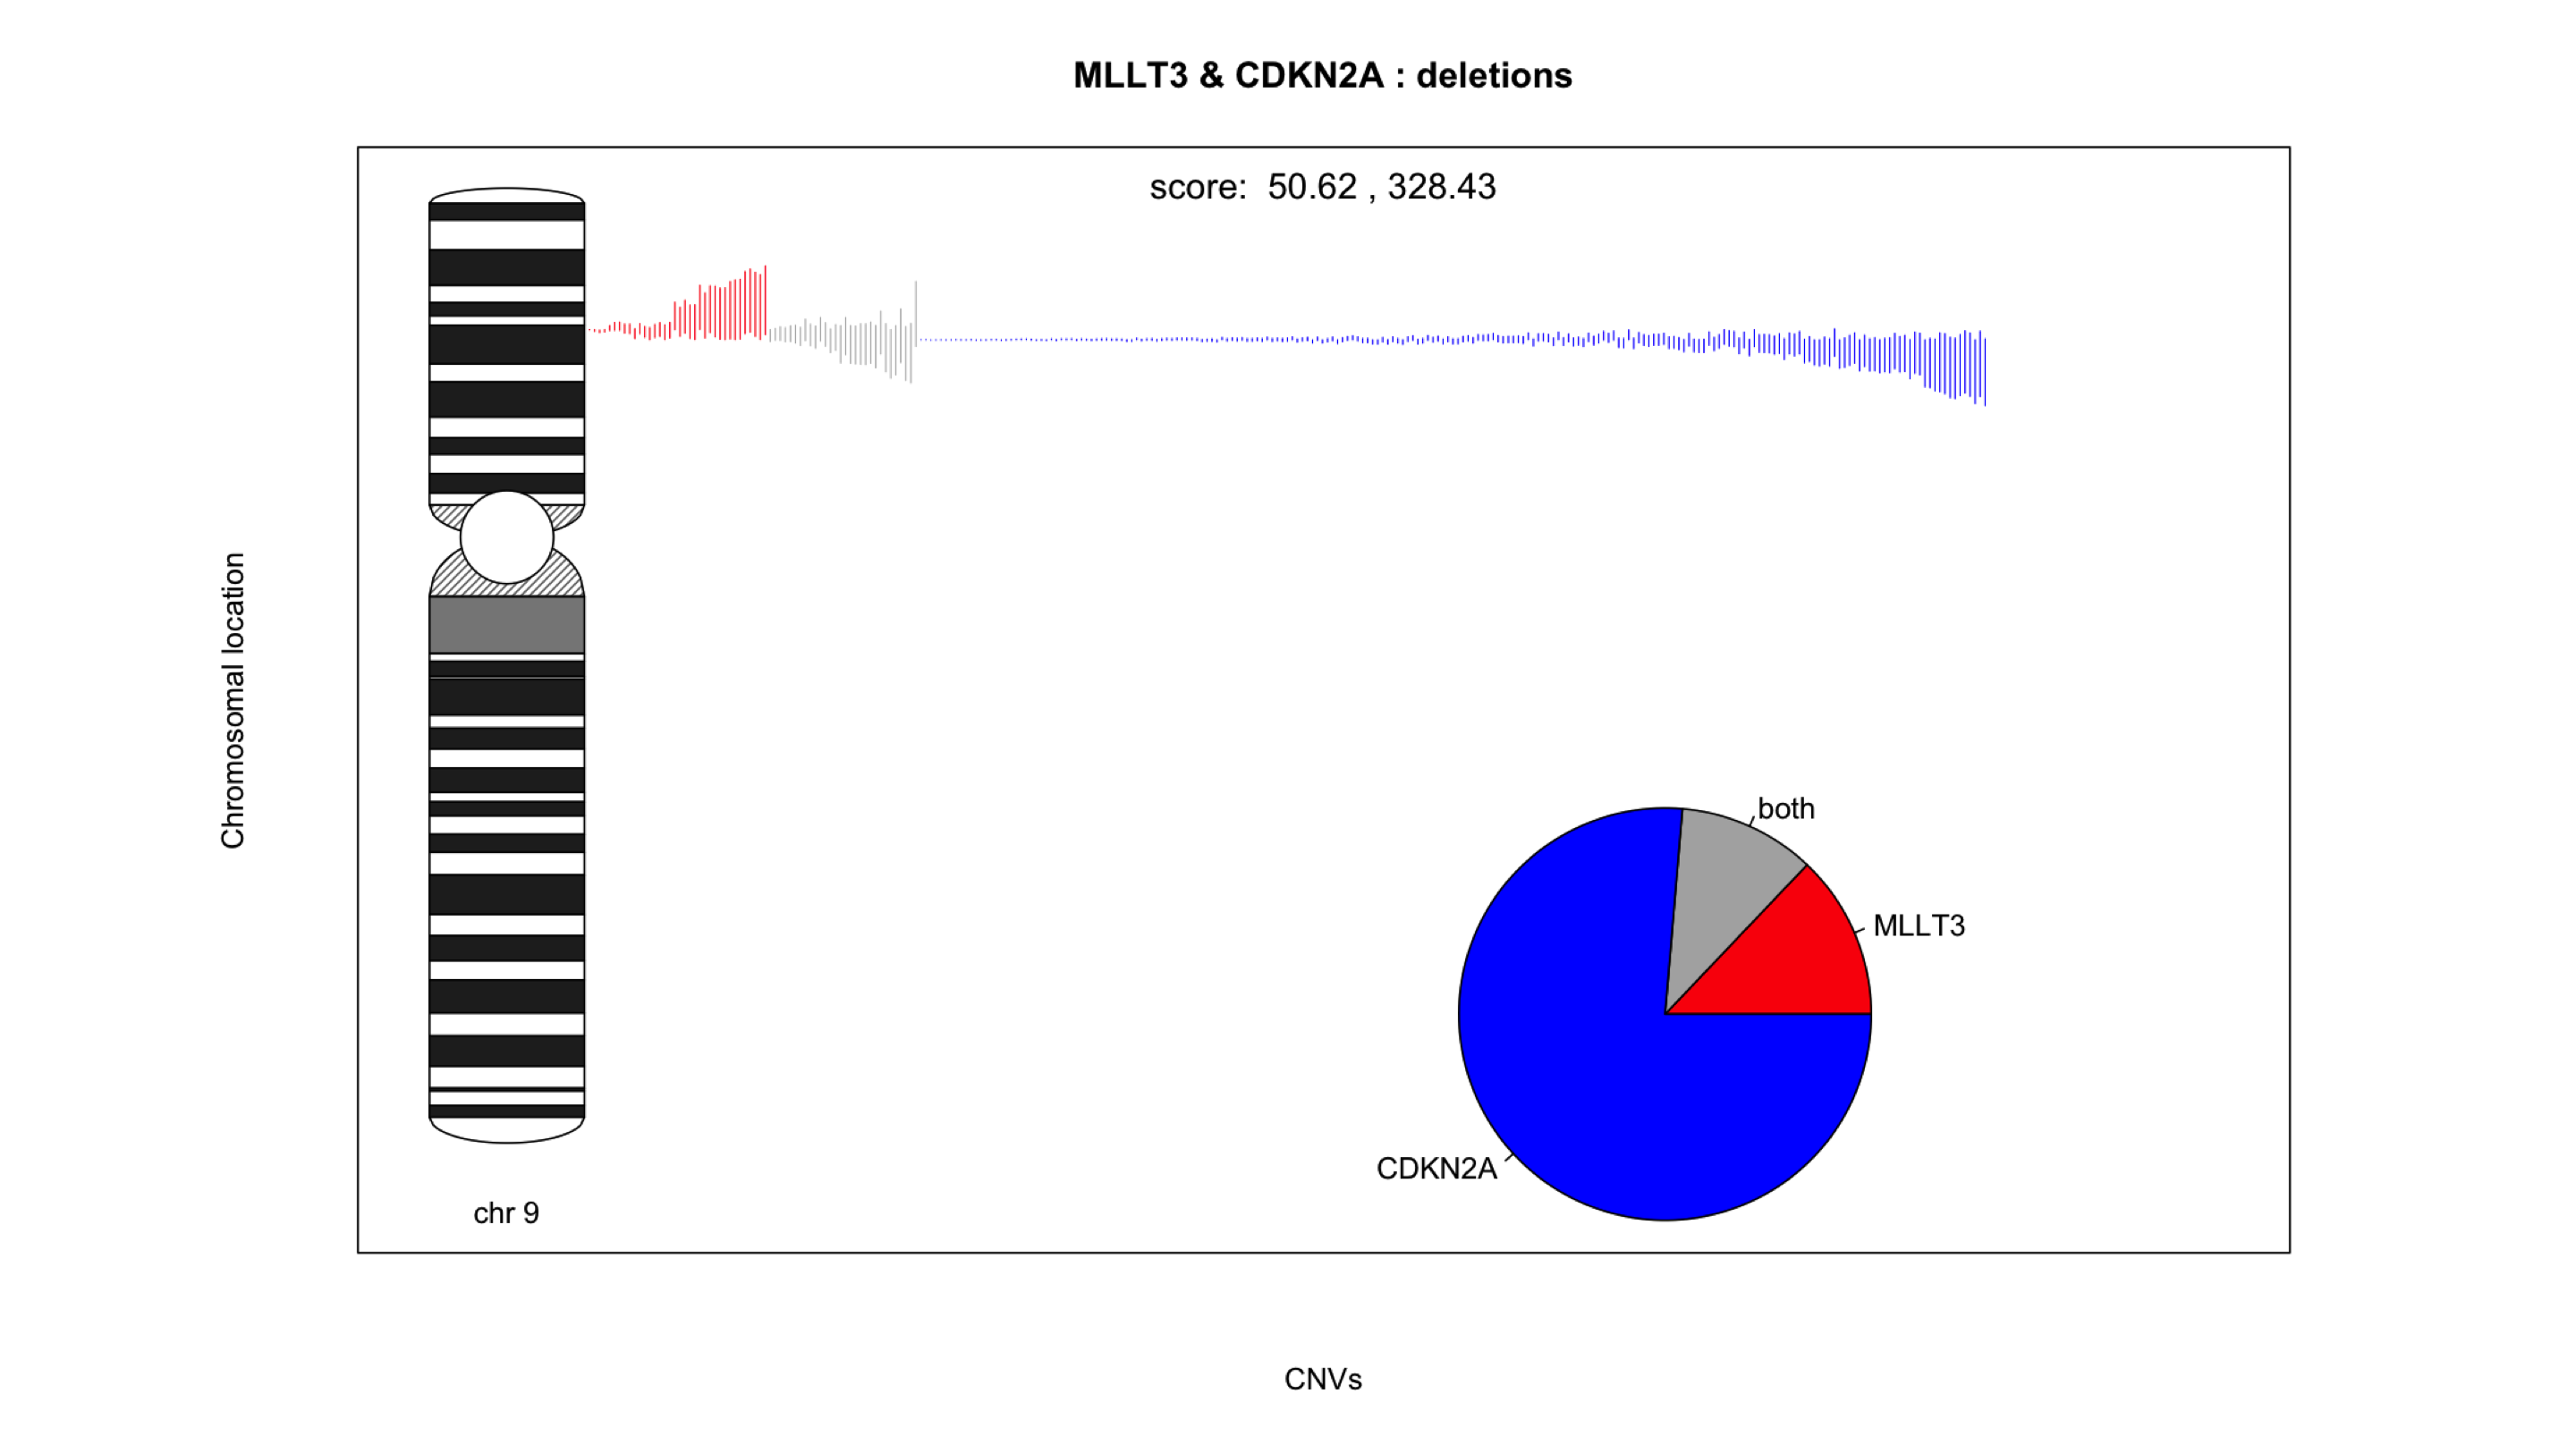 MLLT3 & CDKN2A : deletions
score:  50.62 , 328.43
Chromosomal location
both
MLLT3
CDKN2A
chr 9
CNVs